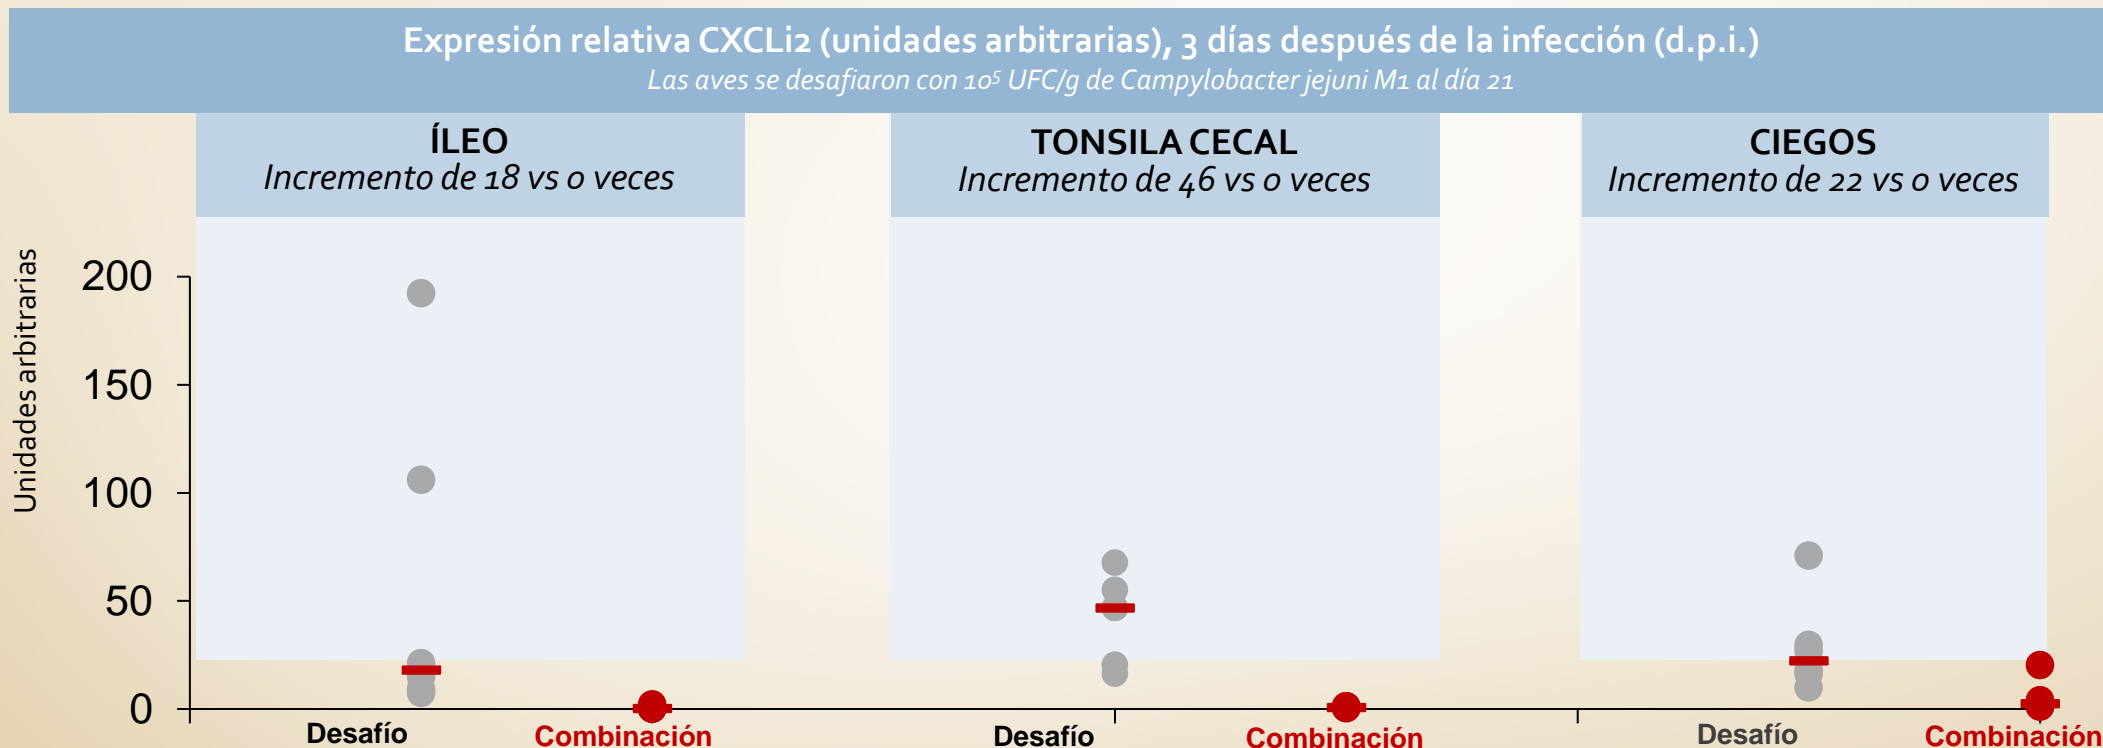 Expresión relativa CXCLi2 (unidades arbitrarias), 3 días después de la infección (d.p.i.)
Las aves se desafiaron con 10⁵ UFC/g de Campylobacter jejuni M1 al día 21
ÍLEO
Incremento de 18 vs 0 veces
TONSILA CECAL
Incremento de 46 vs 0 veces
CIEGOS
Incremento de 22 vs 0 veces
Unidades arbitrarias
200
150
100
50
0
Desafío
Combinación
Desafío
Combinación
Desafío
Combinación